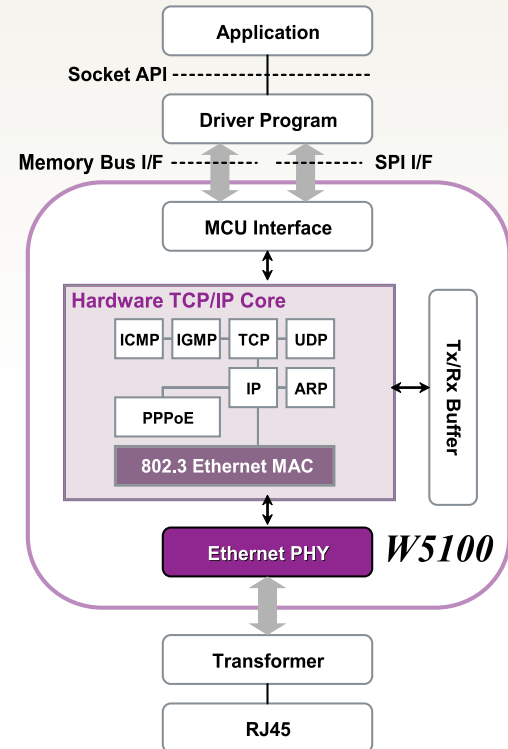 Application
Socket API
Driver Program
Memory Bus I/F
SPI I/F
MCU Interface
Hardware TCP/IP Core
ICMP
IGMP
TCP
UDP
IP
ARP
PPPoE
802.3 Ethernet MAC
Tx/Rx Buffer
Ethernet PHY
W5100
Transformer
RJ45